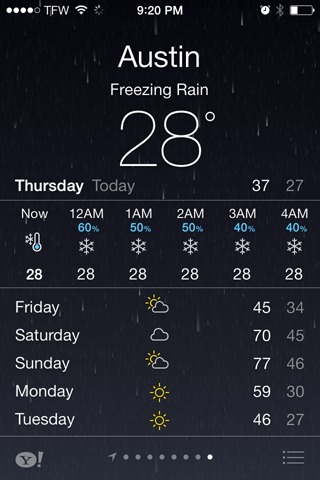 TFW 9:20 PM
Austin
Freezing Rain
28°
Thursday Today 37 27
Now 12AM 1AM 2AM 3AM 4AM
60% 50% 50% 40% 40%
28 28 28 28 28 28
Friday 45 34
Saturday 70 45
Sunday 77 46
Monday 59 30
Tuesday 46 27
Y!